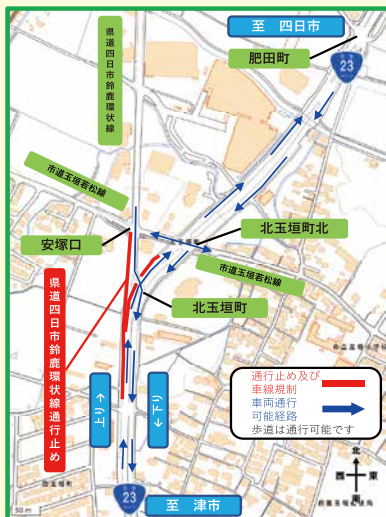 至 四日市
国道
23
肥田町
県道四日市鈴鹿環状線
市道玉垣若松線
安塚口
北玉垣町北
市道玉垣若松線
北玉垣町
県道四日市鈴鹿環状線通行止め
上り→
←下り
通行止め及び
車線規制
車両通行
可能経路
歩道は通行可能です
北
西
東
南
50 m
23
至 津市